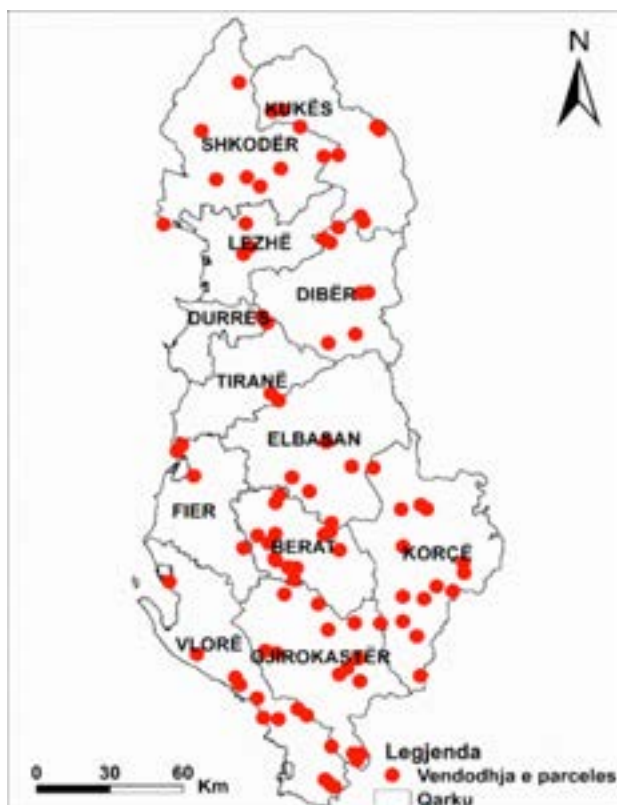 N
KUKËS
SHKODËR
LEZHË
DIBËR
DURRËS
TIRANË
ELBASAN
FIER
BERAT
KORCË
VLORË
GJIROKASTËR
Legjenda
Vendodhja e parceles
Qarku
0 30 60
Km